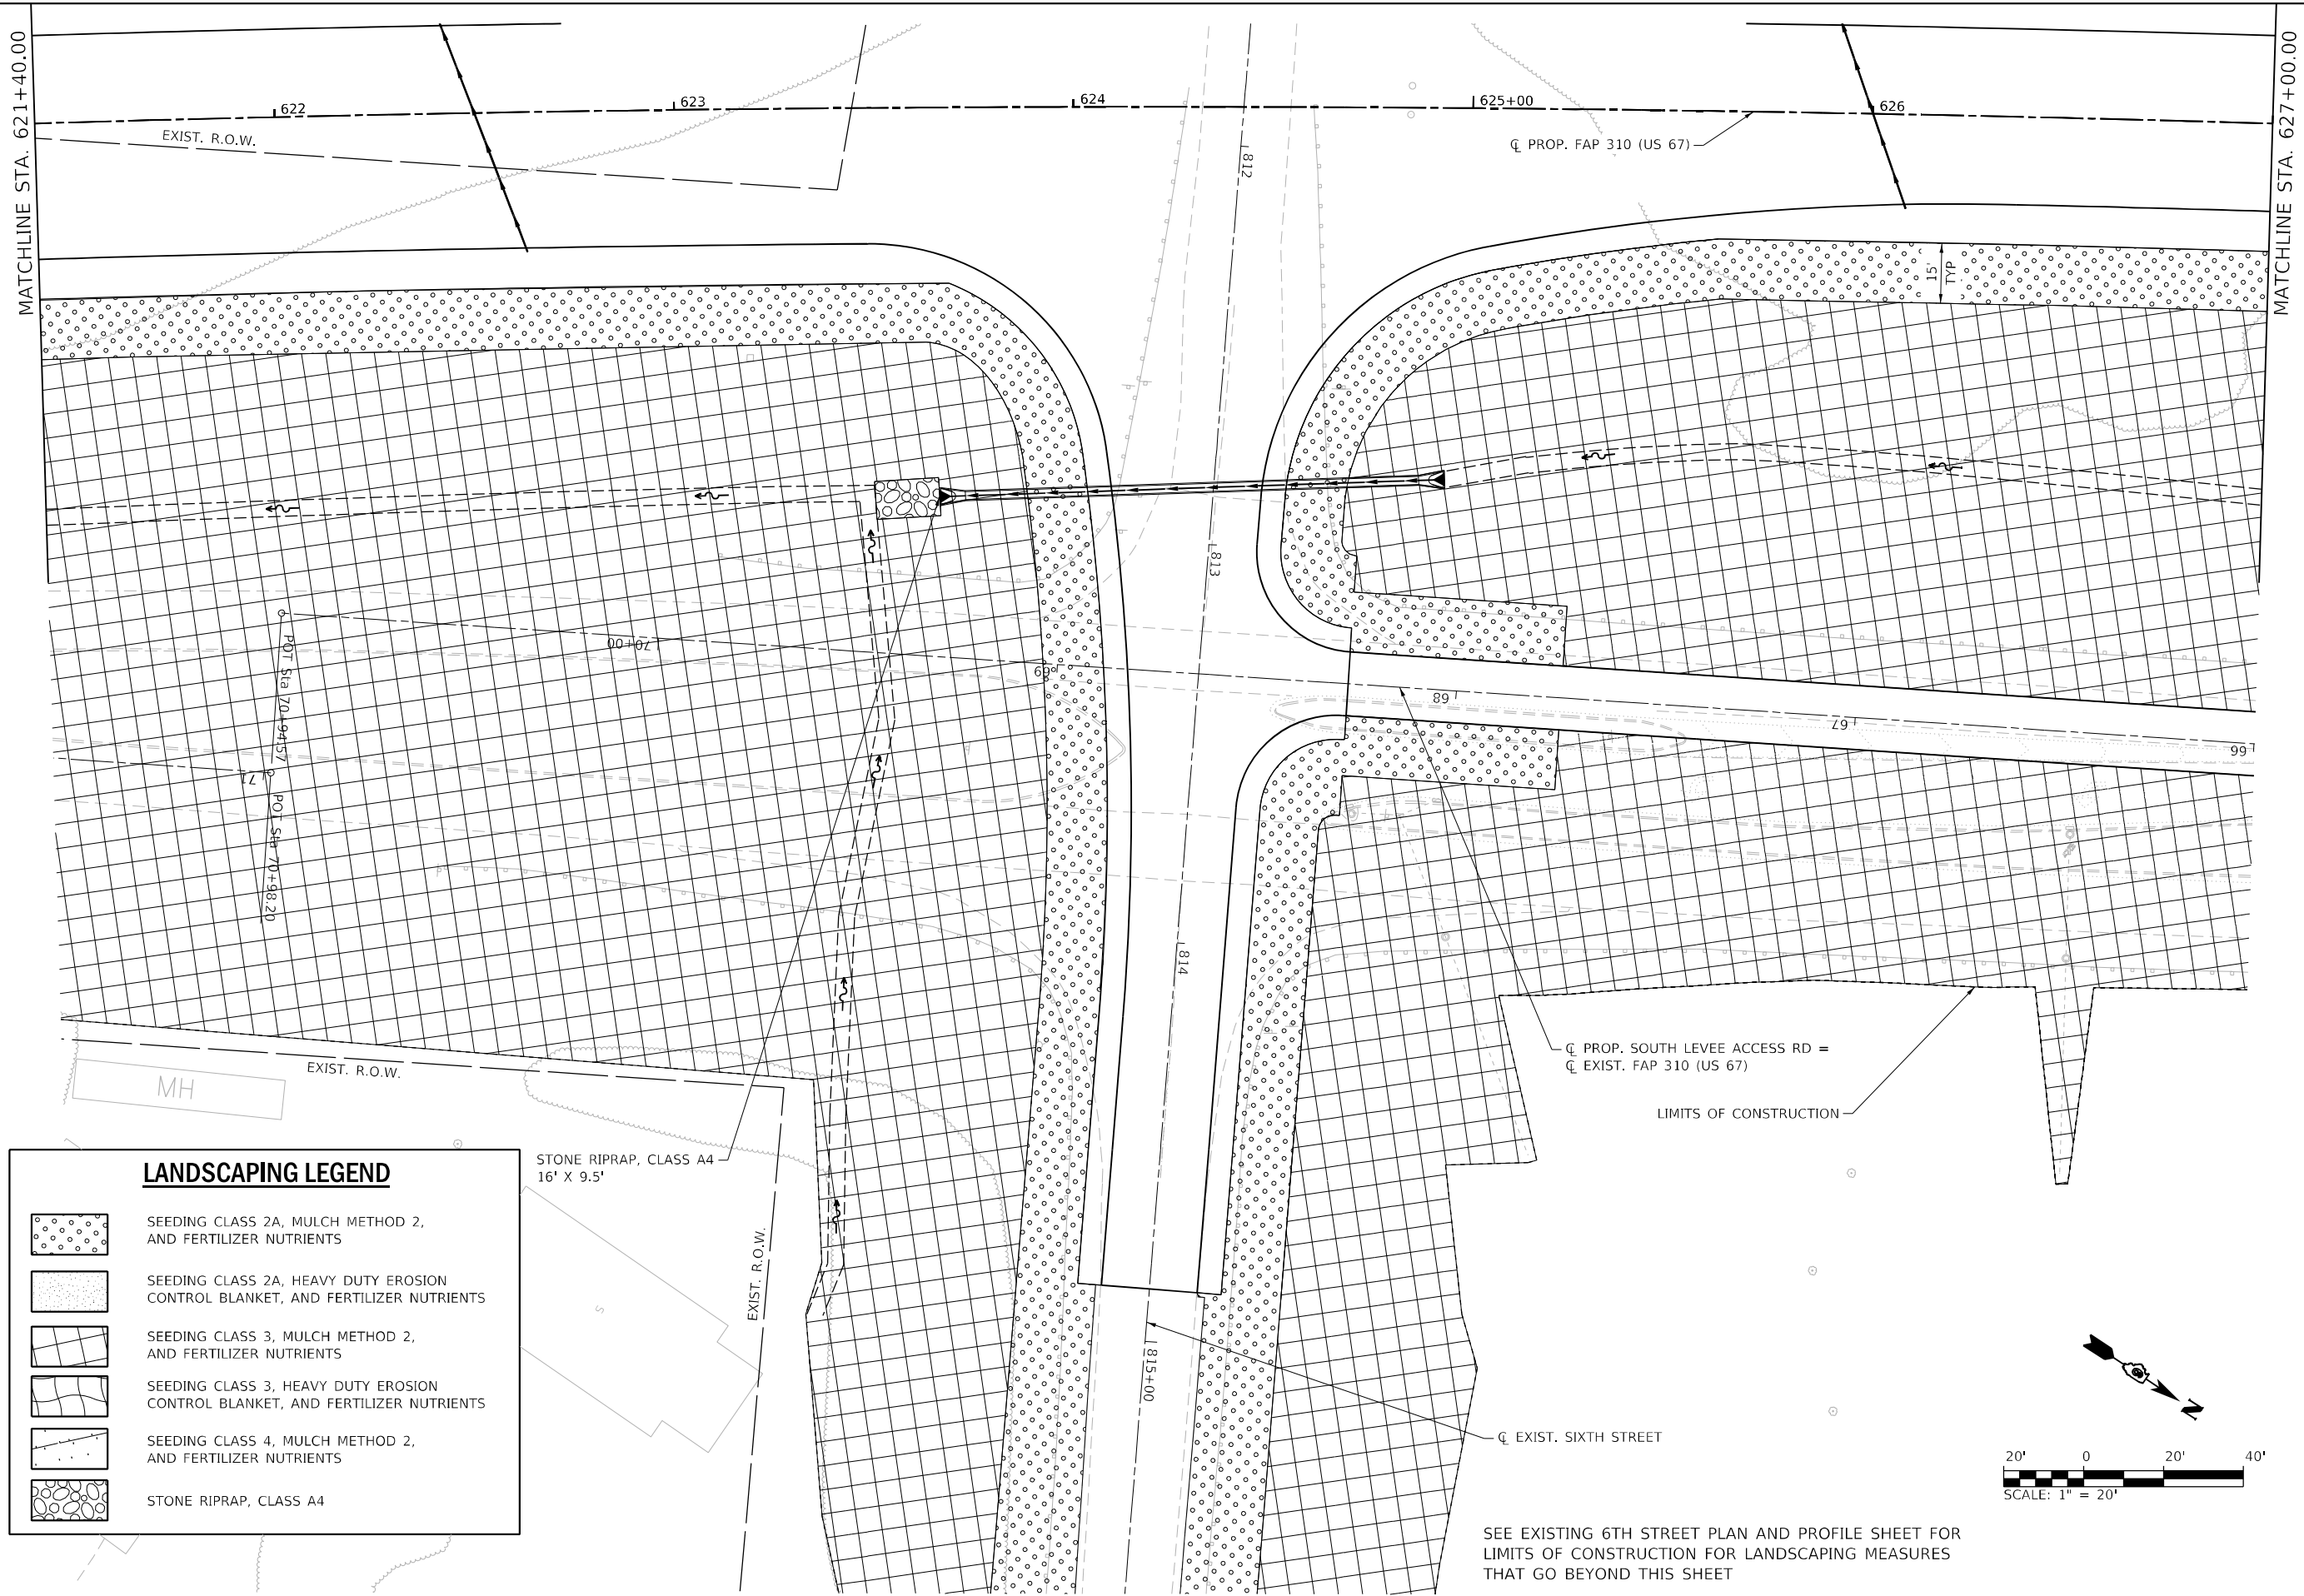 MATCHLINE STA. 621+40.00
622
623
624
625+00
626
EXIST. R.O.W.
℄ PROP. FAP 310 (US 67)
MATCHLINE STA. 627+00.00
812
15'
TYP
813
70+00
69
68
67
66
POT Sta 70+94.57
71
POT Sta 70+98.20
814
EXIST. R.O.W.
MH
℄ PROP. SOUTH LEVEE ACCESS RD =
℄ EXIST. FAP 310 (US 67)
LIMITS OF CONSTRUCTION
STONE RIPRAP, CLASS A4
16' X 9.5'
EXIST. R.O.W.
S
815+00
℄ EXIST. SIXTH STREET
LANDSCAPING LEGEND
SEEDING CLASS 2A, MULCH METHOD 2,
AND FERTILIZER NUTRIENTS
SEEDING CLASS 2A, HEAVY DUTY EROSION
CONTROL BLANKET, AND FERTILIZER NUTRIENTS
SEEDING CLASS 3, MULCH METHOD 2,
AND FERTILIZER NUTRIENTS
SEEDING CLASS 3, HEAVY DUTY EROSION
CONTROL BLANKET, AND FERTILIZER NUTRIENTS
SEEDING CLASS 4, MULCH METHOD 2,
AND FERTILIZER NUTRIENTS
STONE RIPRAP, CLASS A4
N
20' 0 20' 40'
SCALE: 1" = 20'
SEE EXISTING 6TH STREET PLAN AND PROFILE SHEET FOR
LIMITS OF CONSTRUCTION FOR LANDSCAPING MEASURES
THAT GO BEYOND THIS SHEET